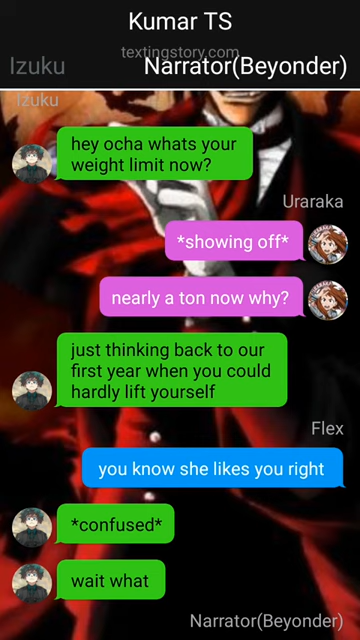 Kumar TS
textingstory.com
Izuku
Narrator(Beyonder)
Izuku
hey ocha whats your
weight limit now?
Uraraka
*showing off*
nearly a ton now why?
just thinking back to our
first year when you could
hardly lift yourself
Flex
you know she likes you right
*confused*
wait what
Narrator(Beyonder)